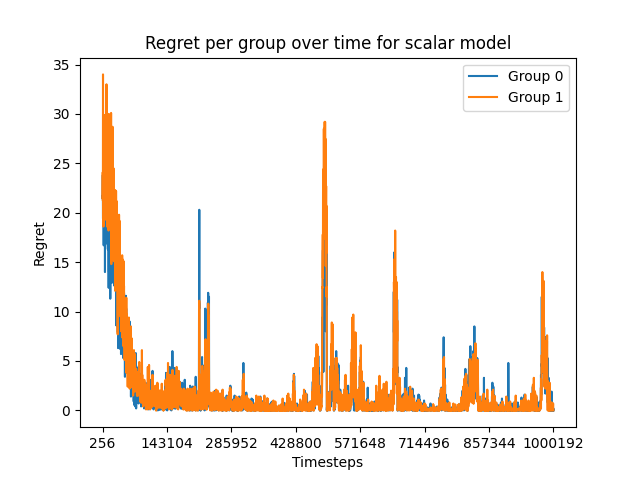 Regret per group over time for scalar model
Group 0
Group 1
Regret
35
30
25
20
15
10
5
0
256 143104 285952 428800 571648 714496 857344 1000192
Timesteps